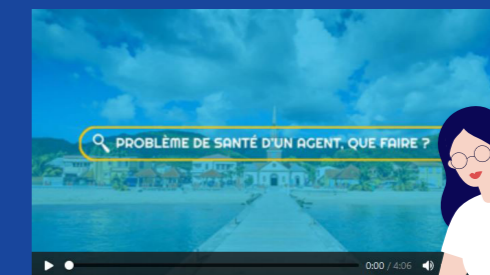 PROBLÈME DE SANTÉ D'UN AGENT, QUE FAIRE ?
0:00 / 4:06